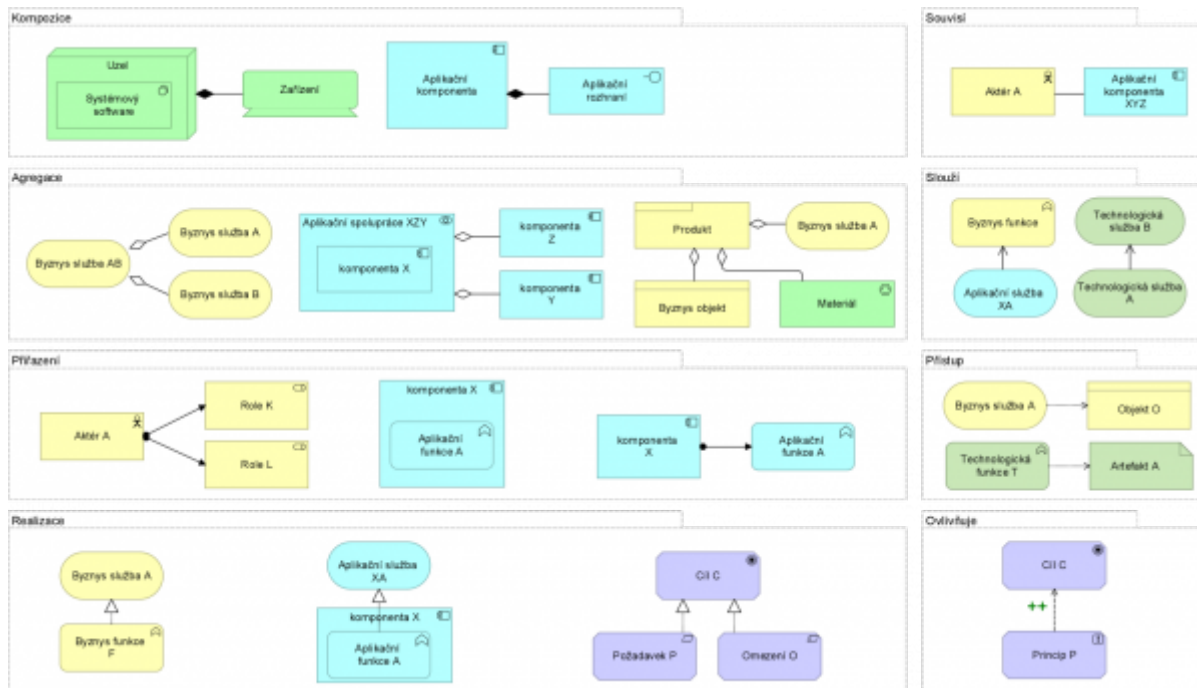 Kompozice
Uzel
Systémový
software
Zařízení
Aplikační
komponenta
Aplikační
rozhraní
Souvisí
Aktér A
Aplikační
komponenta
XYZ
Agregace
Byznys služba AB
Byznys služba A
Byznys služba B
Aplikační spolupráce XZY
komponenta X
komponenta
Z
komponenta
Y
Produkt
Byznys služba A
Byznys objekt
Materiál
Slouží
Byznys funkce
Aplikační služba
XA
Technologická
služba B
Technologická služba
A
Přiřazení
Aktér A
Role K
Role L
komponenta X
Aplikační
funkce A
komponenta
X
Aplikační
funkce A
Přístup
Byznys služba A
Objekt O
Technologická
funkce T
Artefakt A
Realizace
Byznys služba A
Byznys funkce
F
Aplikační služba
XA
komponenta X
Aplikační
funkce A
Cíl C
Požadavek P
Omezení O
Ovlivňuje
Cíl C
++
Princip P